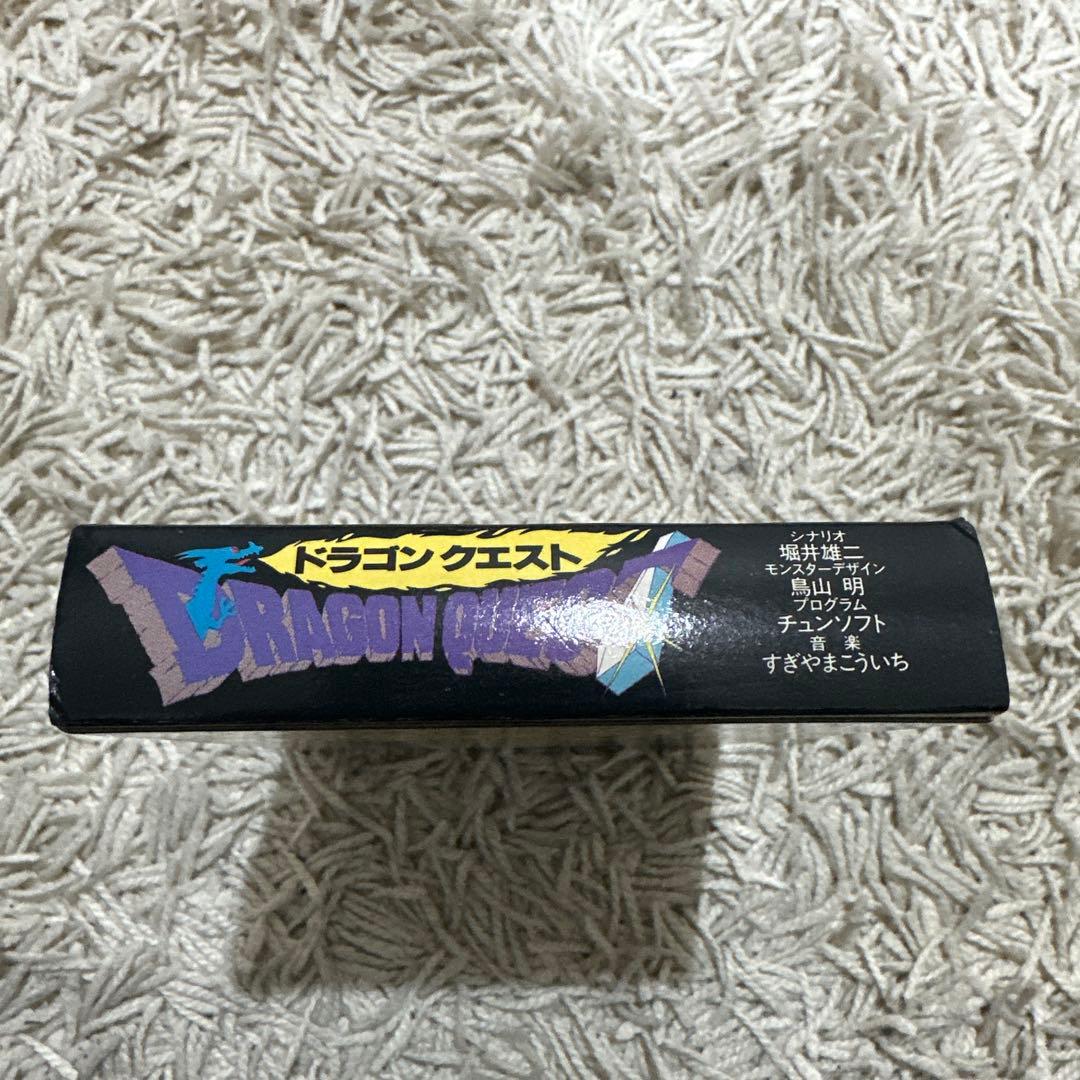 ドラゴンクエスト
DRAGON QUEST
シナリオ
堀井雄二
モンスターデザイン
鳥山 明
プログラム
チュンソフト
音 楽
すぎやまこういち